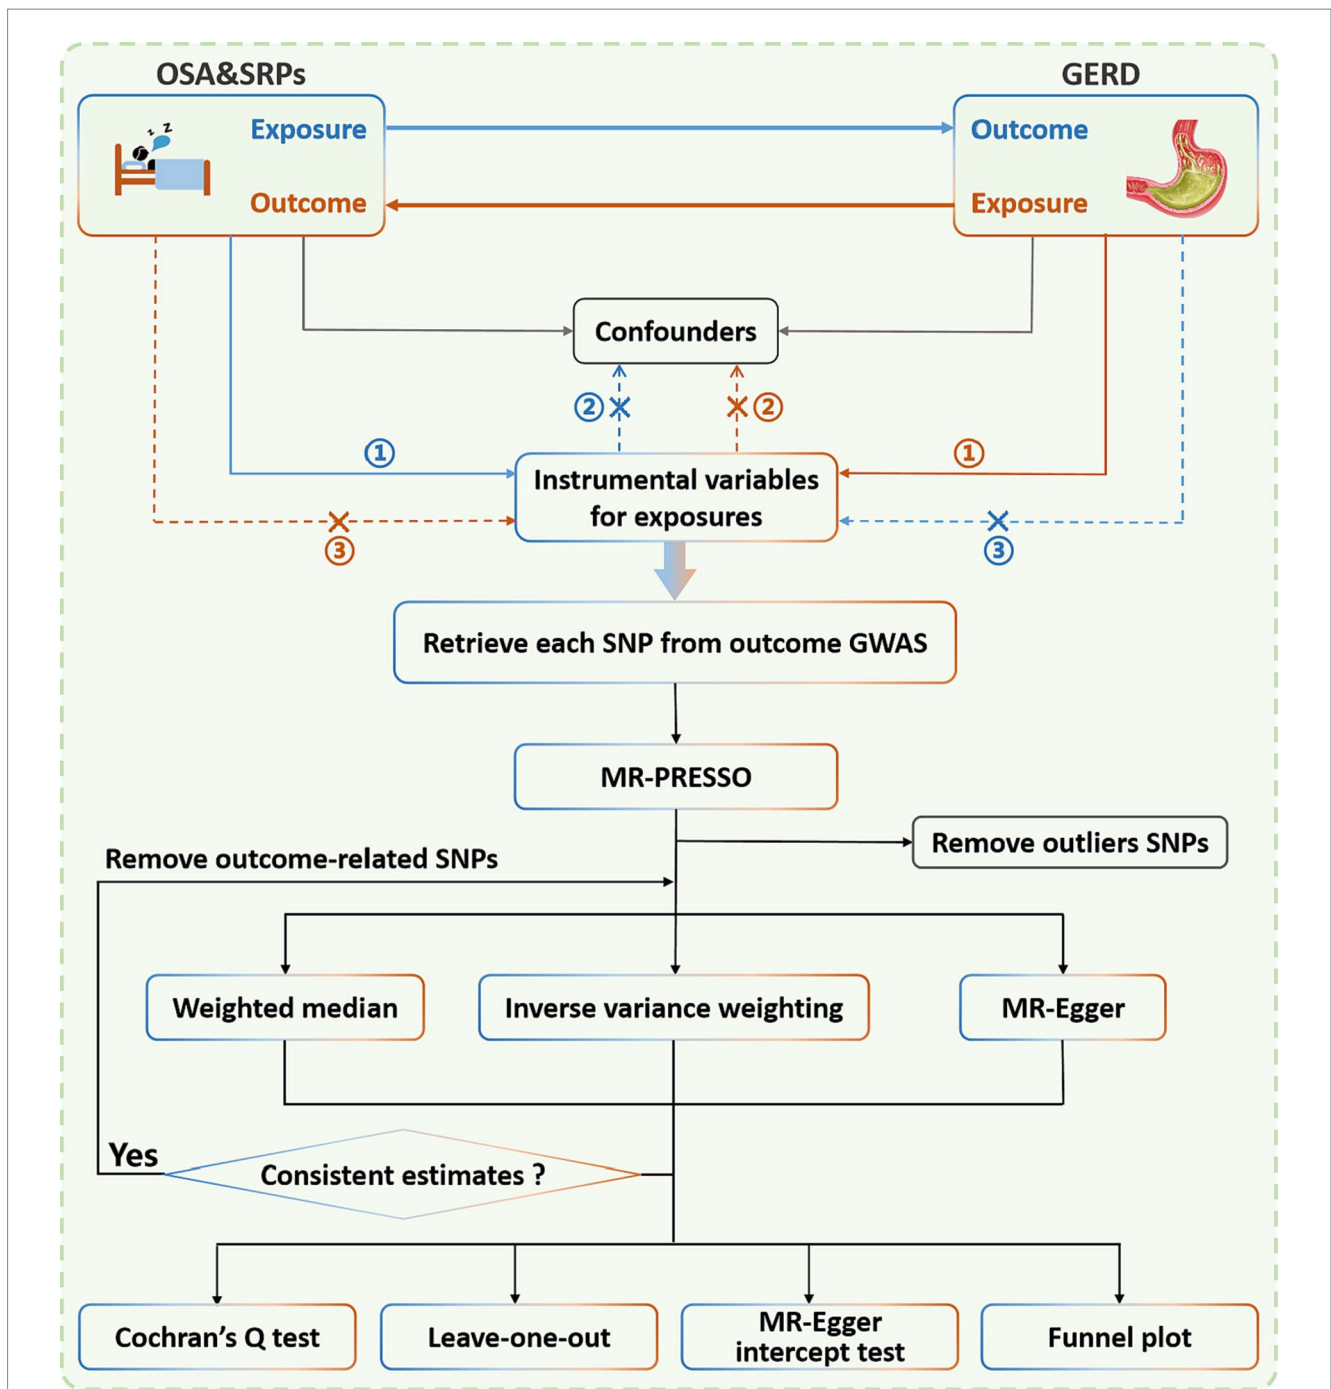 OSA&SRPs
GERD
z Z
Exposure
Outcome
Outcome
Exposure
Confounders
②
②
①
①
Instrumental variables
for exposures
③
③
Retrieve each SNP from outcome GWAS
MR-PRESSO
Remove outliers SNPs
Remove outcome-related SNPs
Weighted median
Inverse variance weighting
MR-Egger
Yes
Consistent estimates ?
Cochran’s Q test
Leave-one-out
MR-Egger
intercept test
Funnel plot